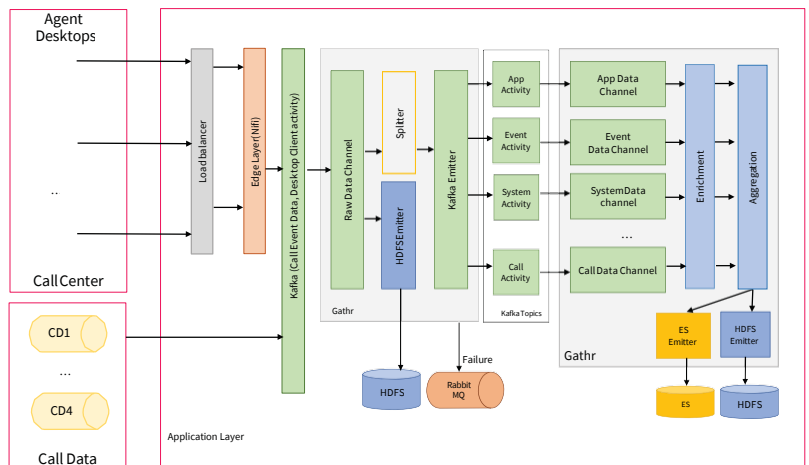 Agent
Desktops
..
Call Center
CD1
...
CD4
Call Data
Loadbalancer
Edge Layer(Nifi)
Kafka (Call Event Data, Desktop Client activity)
Raw Data Channel
Splitter
HDFSEmitter
Kafka Emitter
Gathr
App
Activity
Event
Activity
System
Activity
Call
Activity
KafkaTopics
App Data
Channel
Event
Data Channel
SystemData
channel
...
Call Data Channel
Enrichment
Aggregation
Gathr
ES
Emitter
HDFS
Emitter
ES
HDFS
Failure
HDFS
Rabbit
MQ
Application Layer